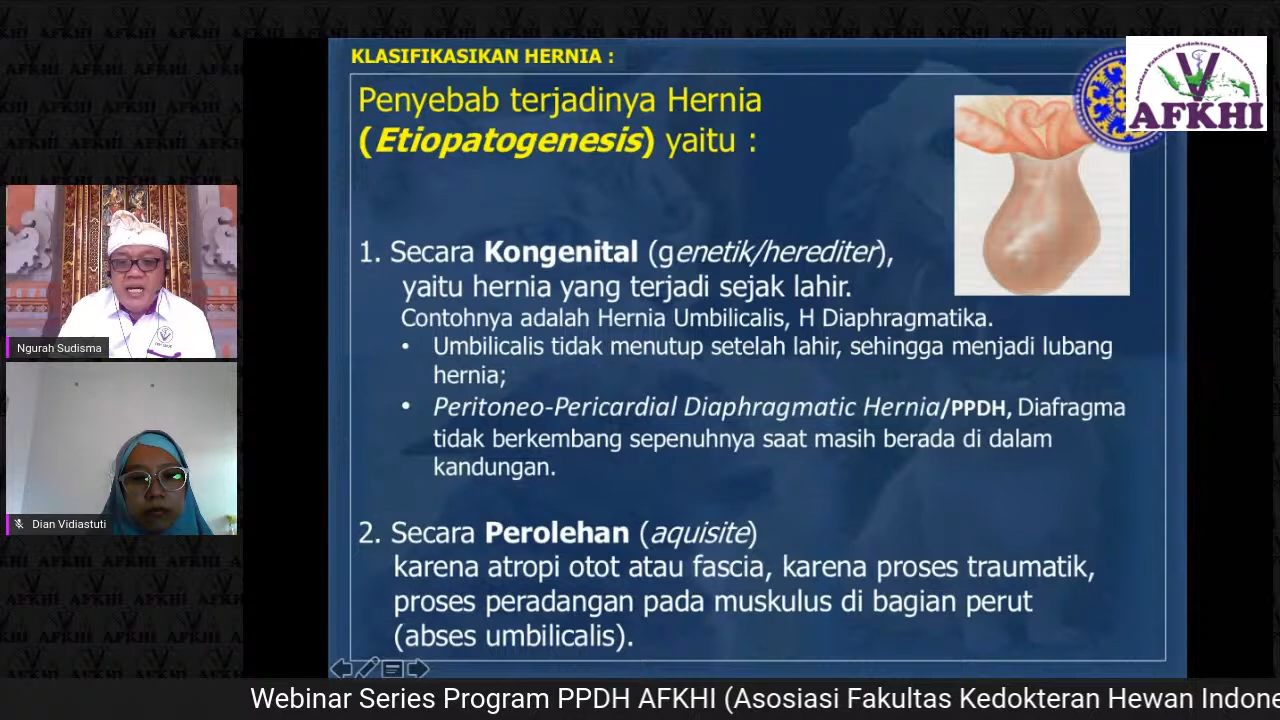 KLASIFIKASIKAN HERNIA :
Penyebab terjadinya Hernia
(Etiopatogenesis) yaitu :
1. Secara Kongenital (genetik/herediter),
yaitu hernia yang terjadi sejak lahir.
Contohnya adalah Hernia Umbilicalis, H Diaphragmatika.
• Umbilicalis tidak menutup setelah lahir, sehingga menjadi lubang
hernia;
• Peritoneo-Pericardial Diaphragmatic Hernia/PPDH, Diafragma
tidak berkembang sepenuhnya saat masih berada di dalam
kandungan.
2. Secara Perolehan (aquisite)
karena atropi otot atau fascia, karena proses traumatik,
proses peradangan pada muskulus di bagian perut
(abses umbilicalis).
AFKHI
Ngurah Sudisma
Dian Vidiastuti
Webinar Series Program PPDH AFKHI (Asosiasi Fakultas Kedokteran Hewan Indone